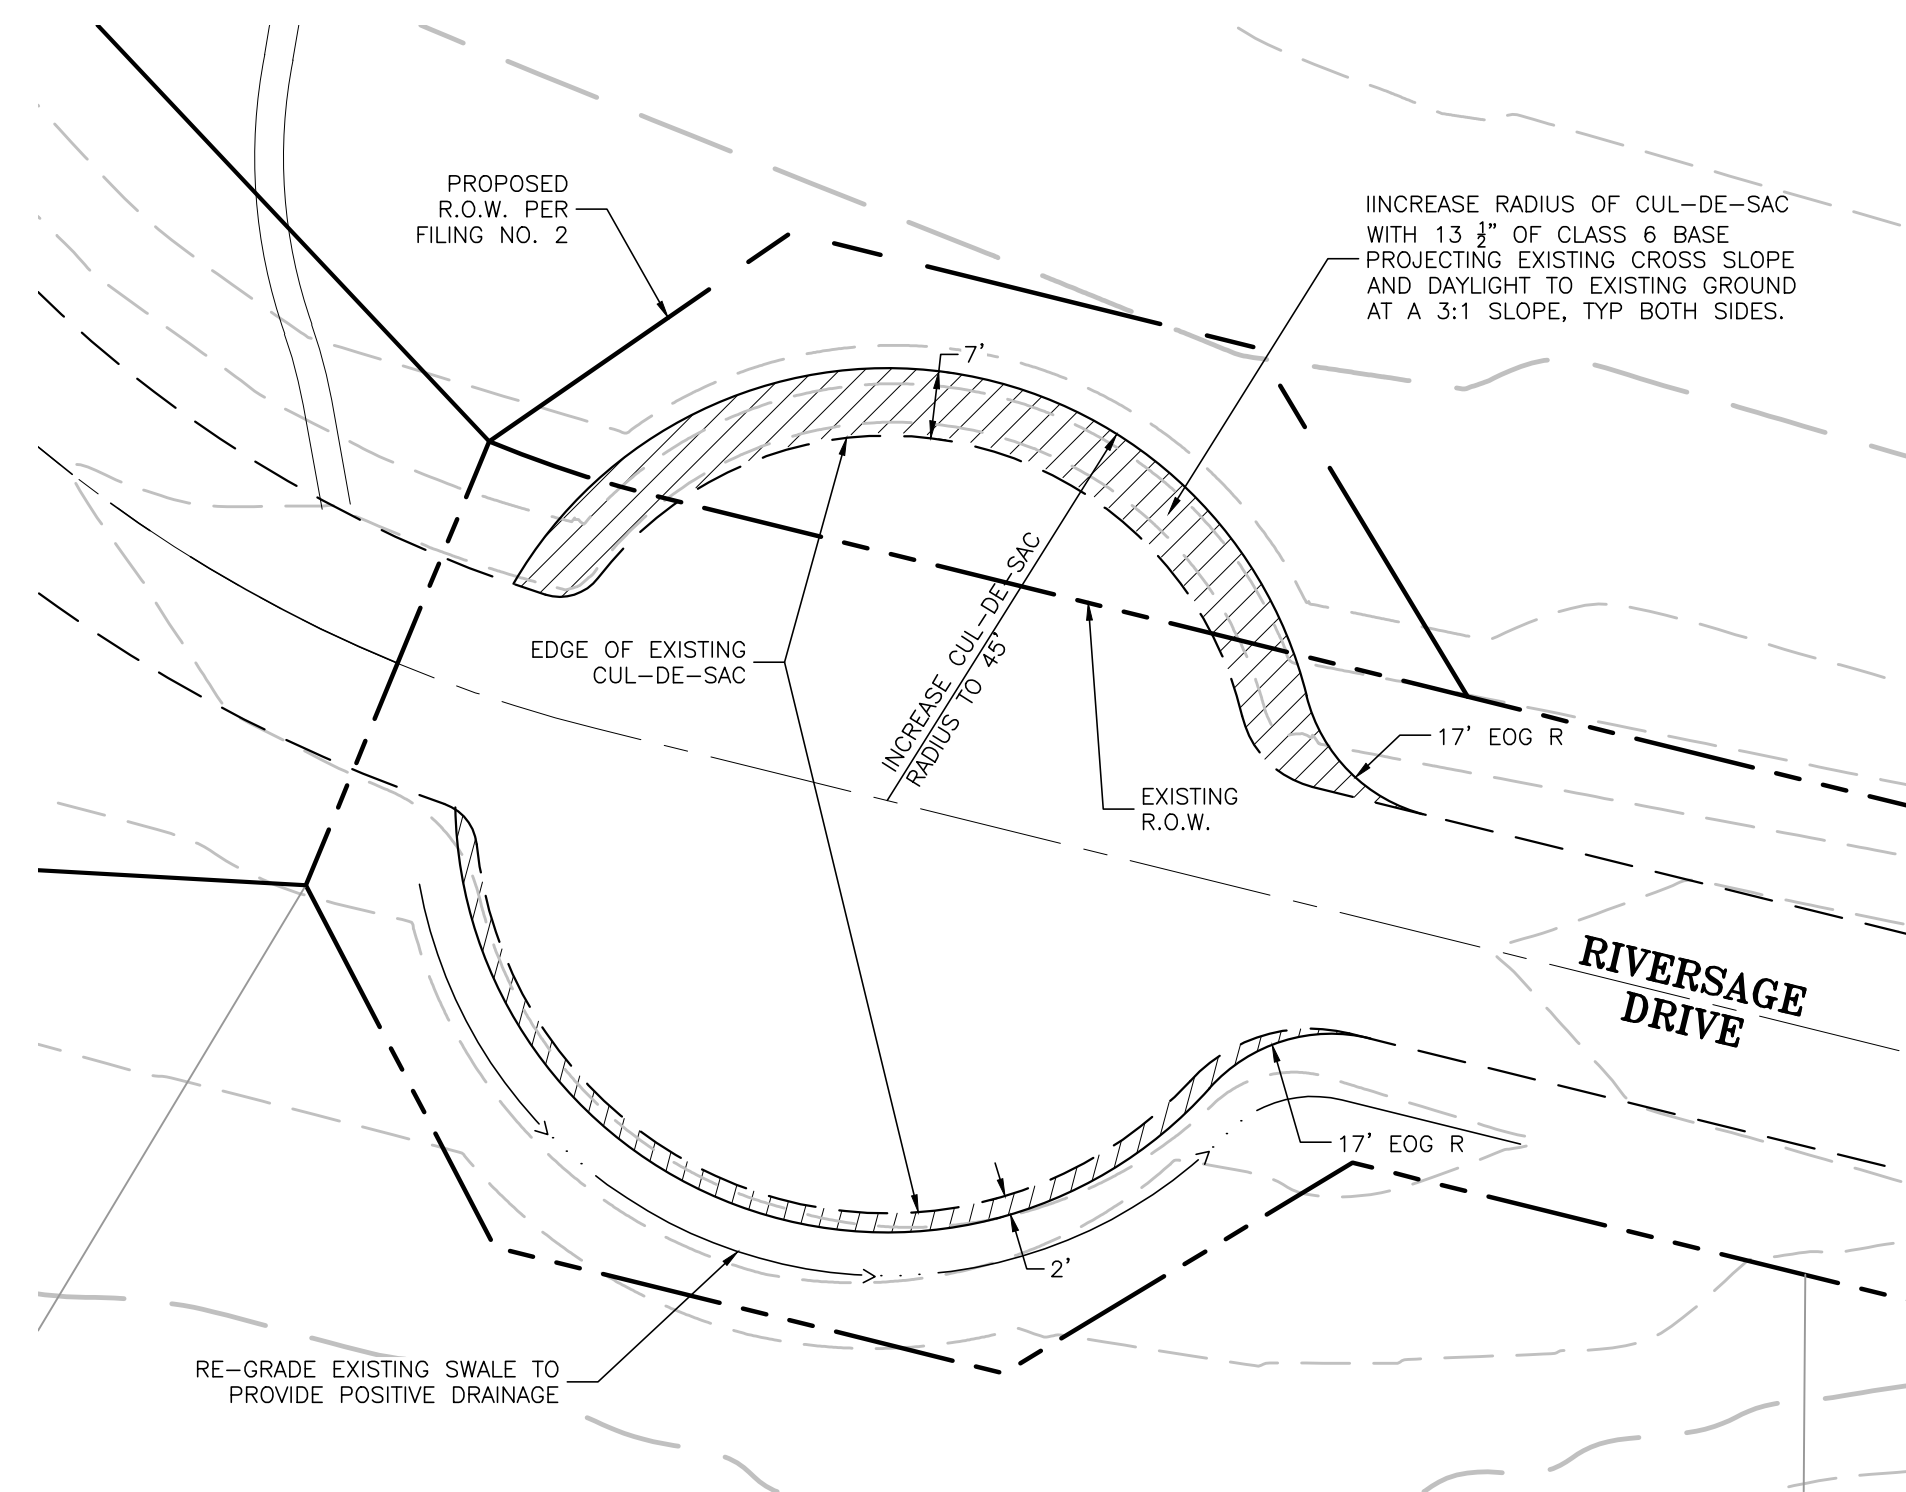 PROPOSED
R.O.W. PER
FILING NO. 2
IINCREASE RADIUS OF CUL-DE-SAC
WITH 13 ½" OF CLASS 6 BASE
PROJECTING EXISTING CROSS SLOPE
AND DAYLIGHT TO EXISTING GROUND
AT A 3:1 SLOPE, TYP BOTH SIDES.
7'
EDGE OF EXISTING
CUL-DE-SAC
INCREASE CUL-DE-SAC
RADIUS TO 45'
17' EOG R
EXISTING
R.O.W.
RIVERSAGE
DRIVE
17' EOG R
2'
RE-GRADE EXISTING SWALE TO
PROVIDE POSITIVE DRAINAGE